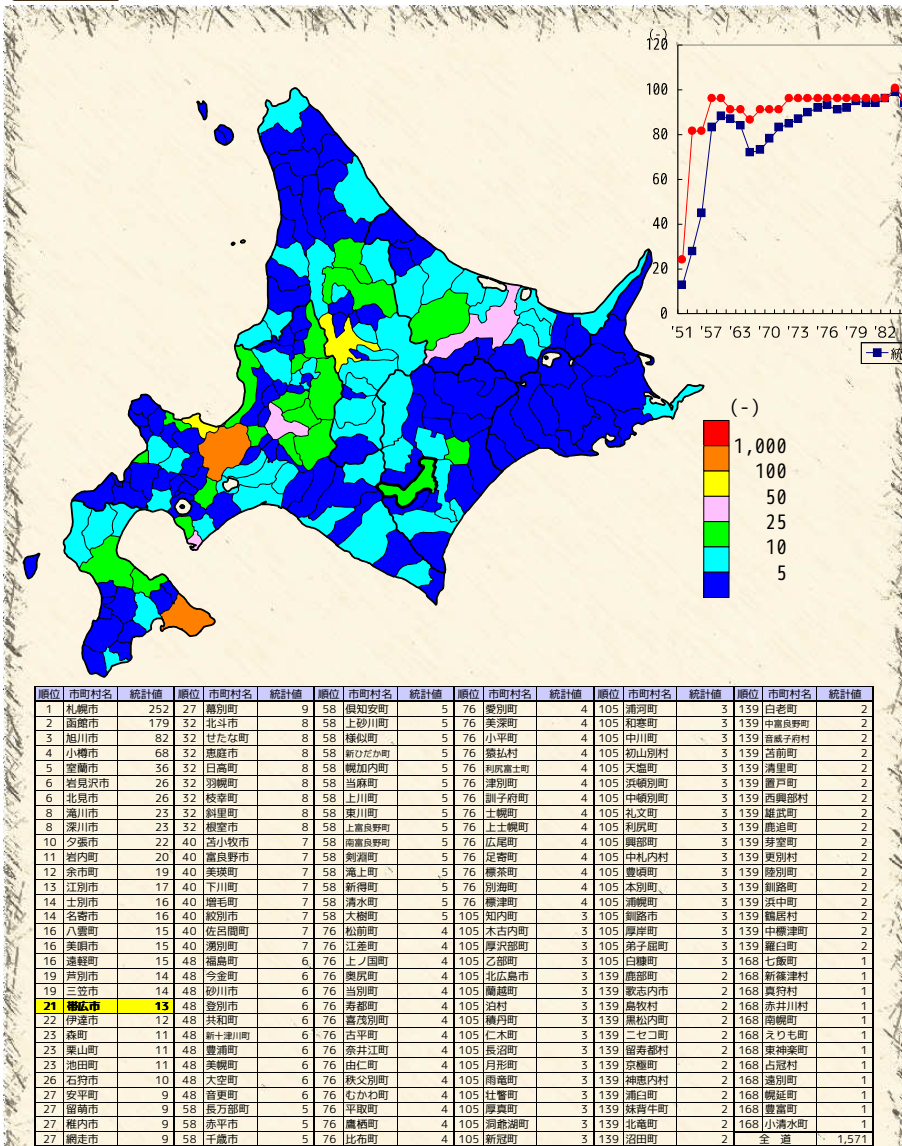 (-)
120
100
80
60
40
20
0
'51 '57 '63 '70 '73 '76 '79 '82
統
(-)
1,000
100
50
25
10
5
順位 市町村名 統計値 順位 市町村名 統計値 順位 市町村名 統計値 順位 市町村名 統計値 順位 市町村名 統計値 順位 市町村名 統計値
1 札幌市 252 27 幕別町 9 58 倶知安町 5 76 愛別町 4 105 浦河町 3 139 白老町 2
2 函館市 179 32 北斗市 8 58 上砂川町 5 76 美深町 4 105 和寒町 3 139 中富良野町 2
3 旭川市 82 32 せたな町 8 58 様似町 5 76 小平町 4 105 中川町 3 139 音威子府村 2
4 小樽市 68 32 恵庭市 8 58 新ひだか町 5 76 猿払村 4 105 初山別村 3 139 苫前町 2
5 室蘭市 36 32 日高町 8 58 幌加内町 5 76 利尻富士町 4 105 天塩町 3 139 清里町 2
6 岩見沢市 26 32 羽幌町 8 58 当麻町 5 76 津別町 4 105 浜頓別町 3 139 置戸町 2
6 北見市 26 32 枝幸町 8 58 上川町 5 76 訓子府町 4 105 中頓別町 3 139 西興部村 2
8 滝川市 23 32 斜里町 8 58 東川町 5 76 士幌町 4 105 礼文町 3 139 雄武町 2
8 深川市 23 32 根室市 8 58 上富良野町 5 76 上士幌町 4 105 利尻町 3 139 鹿追町 2
10 夕張市 22 40 苫小牧市 7 58 南富良野町 5 76 広尾町 4 105 興部町 3 139 芽室町 2
11 岩内町 20 40 富良野市 7 58 剣淵町 5 76 足寄町 4 105 中札内村 3 139 更別村 2
12 余市町 19 40 美瑛町 7 58 滝上町 5 76 標茶町 4 105 豊頃町 3 139 陸別町 2
13 江別市 17 40 下川町 7 58 新得町 5 76 別海町 4 105 本別町 3 139 釧路町 2
14 士別市 16 40 増毛町 7 58 清水町 5 76 標津町 4 105 浦幌町 3 139 浜中町 2
14 名寄市 16 40 紋別市 7 58 大樹町 5 105 知内町 3 105 釧路市 3 139 鶴居村 2
16 八雲町 15 40 佐呂間町 7 76 松前町 4 105 木古内町 3 105 厚岸町 3 139 中標津町 2
16 美唄市 15 40 湧別町 7 76 江差町 4 105 厚沢部町 3 105 弟子屈町 3 139 羅臼町 2
16 遠軽町 15 48 福島町 6 76 上ノ国町 4 105 乙部町 3 105 白糠町 3 168 七飯町 1
19 芦別市 14 48 今金町 6 76 奥尻町 4 105 北広島市 3 139 鹿部町 2 168 新篠津村 1
19 三笠市 14 48 砂川市 6 76 当別町 4 105 蘭越町 3 139 歌志内市 2 168 真狩村 1
21 帯広市 13 48 登別市 6 76 寿都町 4 105 泊村 3 139 島牧村 2 168 赤井川村 1
22 伊達市 12 48 共和町 6 76 喜茂別町 4 105 積丹町 3 139 黒松内町 2 168 南幌町 1
23 森町 11 48 新十津川町 6 76 古平町 4 105 仁木町 3 139 ニセコ町 2 168 えりも町 1
23 栗山町 11 48 豊浦町 6 76 奈井江町 4 105 長沼町 3 139 留寿都村 2 168 東神楽町 1
23 池田町 11 48 美幌町 6 76 由仁町 4 105 月形町 3 139 京極町 2 168 占冠村 1
26 石狩市 10 48 大空町 6 76 秩父別町 4 105 雨竜町 3 139 神恵内村 2 168 遠別町 1
27 安平町 9 48 音更町 6 76 むかわ町 4 105 壮瞥町 3 139 浦臼町 2 168 幌延町 1
27 留萌市 9 58 長万部町 5 76 平取町 4 105 厚真町 3 139 妹背牛町 2 168 豊富町 1
27 稚内市 9 58 赤平市 5 76 鷹栖町 4 105 洞爺湖町 3 139 北竜町 2 168 小清水町 1
27 網走市 9 58 千歳市 5 76 比布町 4 105 新冠町 3 139 沼田町 2 全 道 1,571